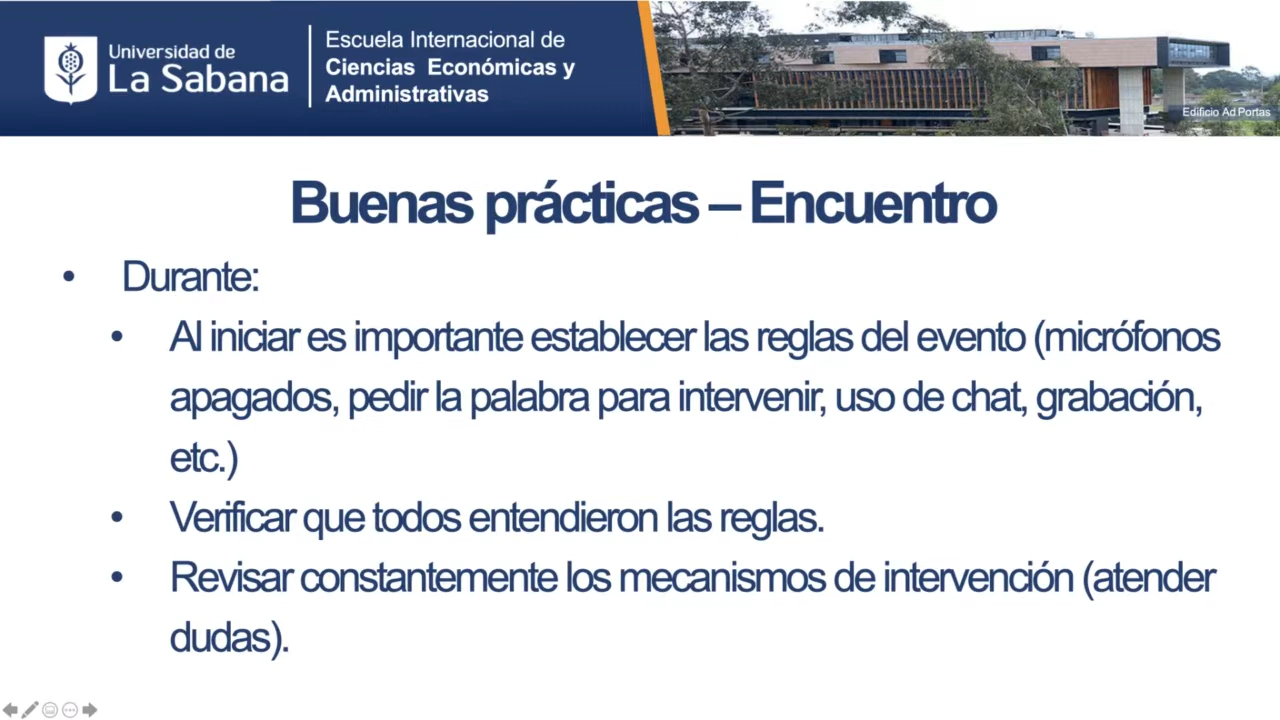 Universidad de
La Sabana
Escuela Internacional de
Ciencias Económicas y
Administrativas
Edificio Ad Portas
Buenas prácticas – Encuentro
• Durante:
• Al iniciar es importante establecer las reglas del evento (micrófonos
apagados, pedir la palabra para intervenir, uso de chat, grabación,
etc.)
• Verificar que todos entendieron las reglas.
• Revisar constantemente los mecanismos de intervención (atender
dudas).